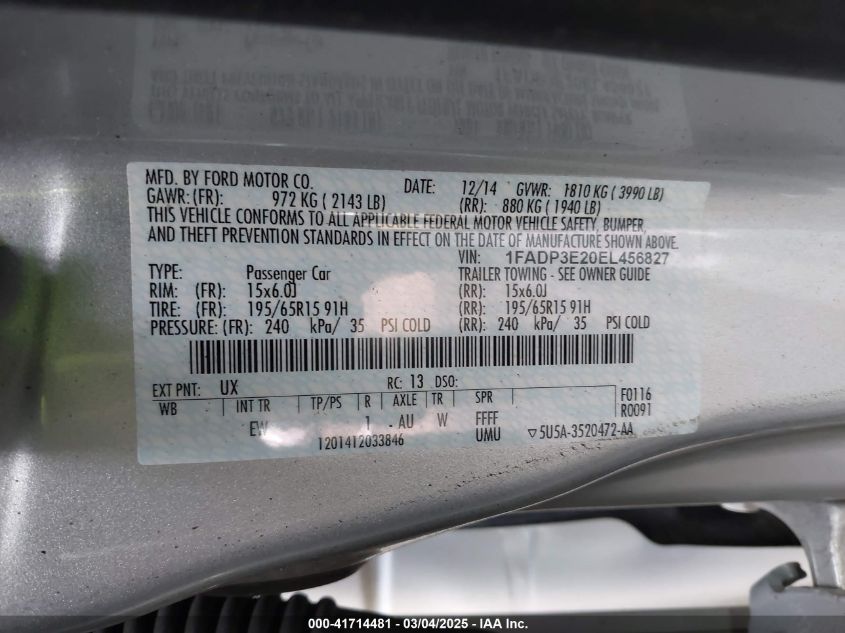 MFD. BY FORD MOTOR CO. DATE: 12/14 GVWR: 1810 KG ( 3990 LB)
GAWR: (FR): 972 KG ( 2143 LB) (RR): 880 KG ( 1940 LB)
THIS VEHICLE CONFORMS TO ALL APPLICABLE FEDERAL MOTOR VEHICLE SAFETY, BUMPER,
AND THEFT PREVENTION STANDARDS IN EFFECT ON THE DATE OF MANUFACTURE SHOWN ABOVE.
VIN: 1FADP3E20EL456827
TYPE: Passenger Car TRAILER TOWING - SEE OWNER GUIDE
RIM: (FR): 15x6.0J (RR): 15x6.0J
TIRE: (FR): 195/65R15 91H (RR): 195/65R15 91H
PRESSURE: (FR): 240 kPa/ 35 PSI COLD (RR): 240 kPa/ 35 PSI COLD
EXT PNT: UX RC: 13 DSO:
WB INT TR TP/PS R AXLE TR SPR F0116
R0091
EW 1 AU W FFFF
1201412033846 UMU ▽5U5A-3520472-AA
000-41714481 - 03/04/2025 - IAA Inc.